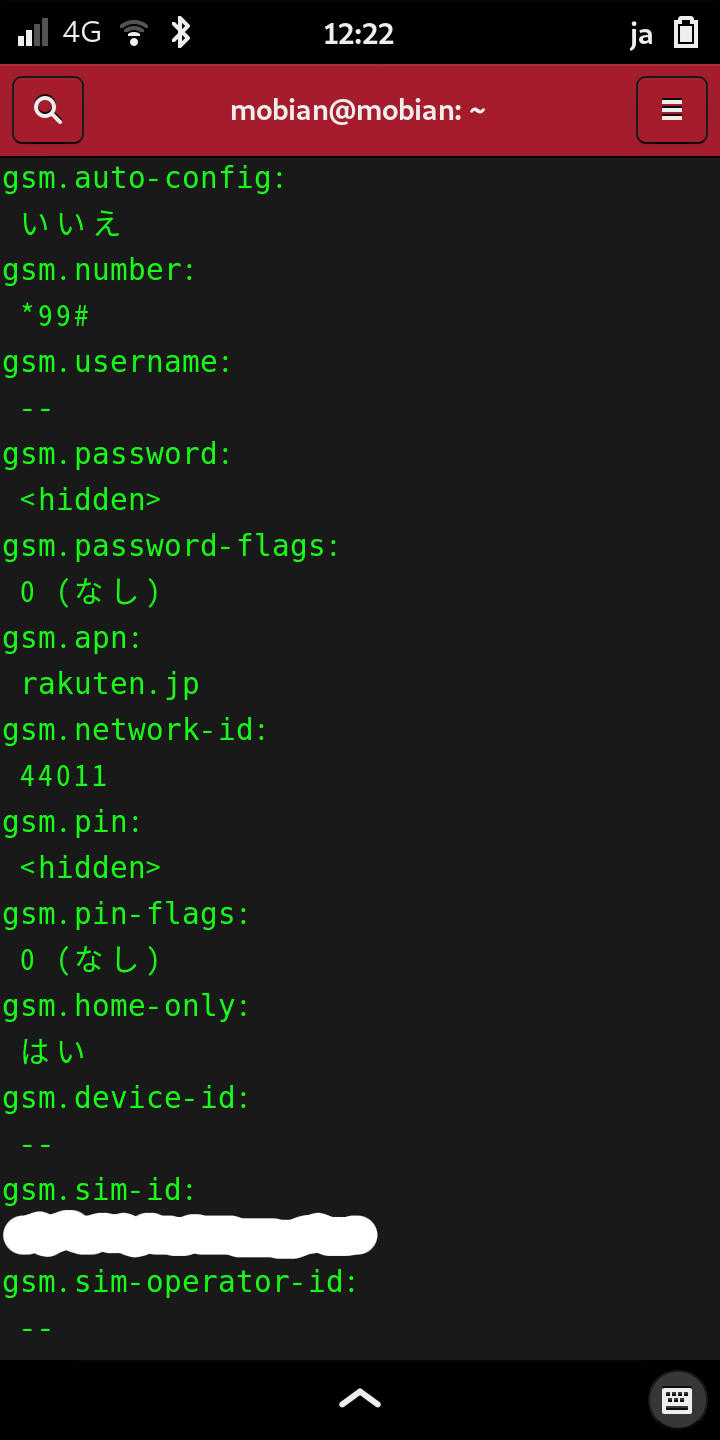 4G 12:22 ja
mobian@mobian: ~
gsm.auto-config:
いいえ
gsm.number:
*99#
gsm.username:
--
gsm.password:
<hidden>
gsm.password-flags:
0 (なし)
gsm.apn:
rakuten.jp
gsm.network-id:
44011
gsm.pin:
<hidden>
gsm.pin-flags:
0 (なし)
gsm.home-only:
はい
gsm.device-id:
--
gsm.sim-id:
gsm.sim-operator-id:
--